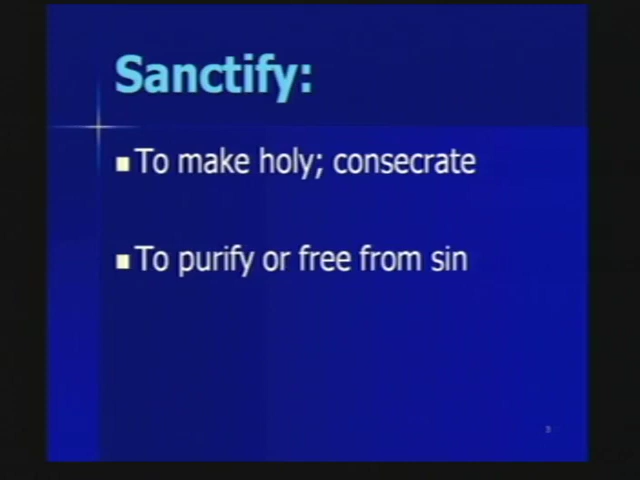 Sanctify:
To make holy; consecrate
To purify or free from sin